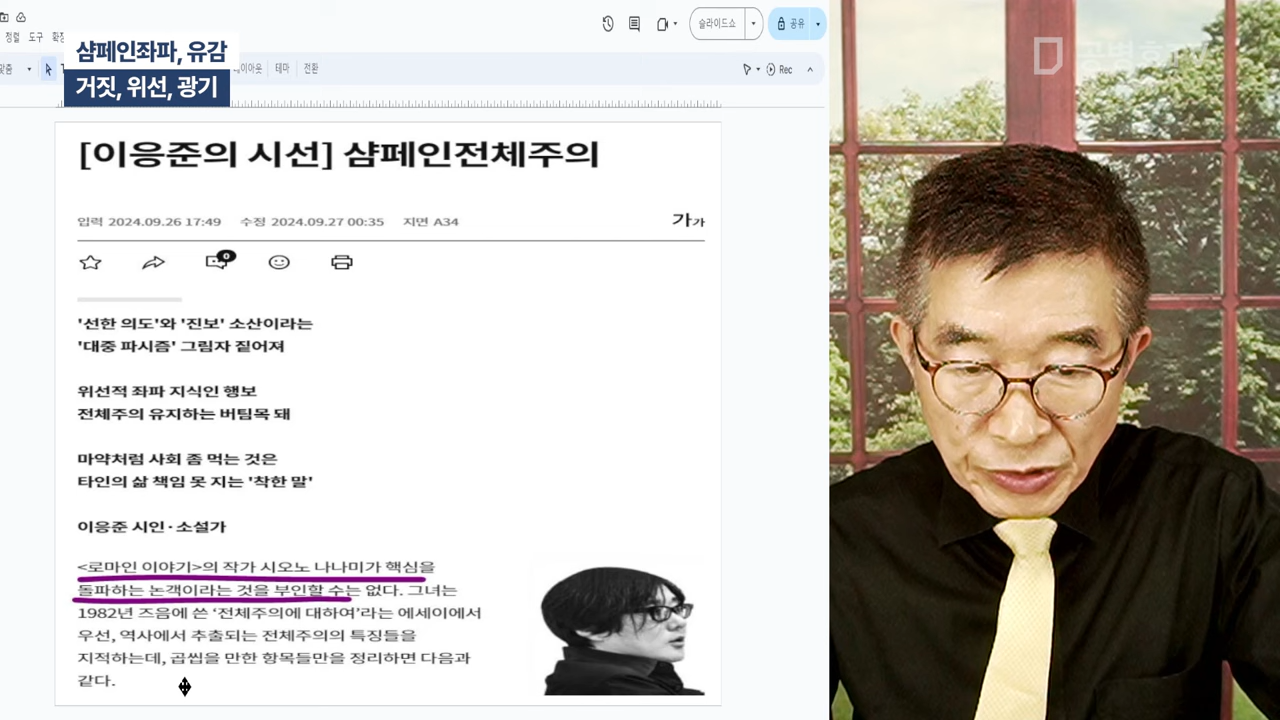 정렬 도구
슬라이드쇼
공유
샴페인좌파, 유감
거짓, 위선, 광기
테마
전환
Rec
[이응준의 시선] 샴페인전체주의
입력 2024.09.26 17:49 수정 2024.09.27 00:35 지면 A34
가가
0
'선한 의도'와 '진보' 소산이라는
'대중 파시즘' 그림자 짙어져
위선적 좌파 지식인 행보
전체주의 유지하는 버팀목 돼
마약처럼 사회 좀 먹는 것은
타인의 삶 책임 못 지는 '착한 말'
이응준 시인·소설가
<로마인 이야기>의 작가 시오노 나나미가 핵심을
돌파하는 논객이라는 것을 부인할 수는 없다. 그녀는
1982년 즈음에 쓴 ‘전체주의에 대하여’라는 에세이에서
우선, 역사에서 추출되는 전체주의의 특징들을
지적하는데, 곱씹을 만한 항목들만을 정리하면 다음과
같다.